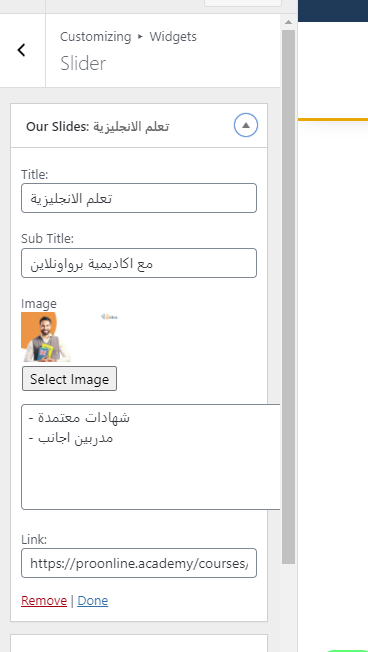 Customizing ▸ Widgets
Slider
Our Slides: تعلم الانجليزية
Title:
تعلم الانجليزية
Sub Title:
مع اكاديمية برواونلاين
Image
Select Image
- شهادات معتمدة
- مدربين اجانب
Link:
https://proonline.academy/courses/
Remove | Done